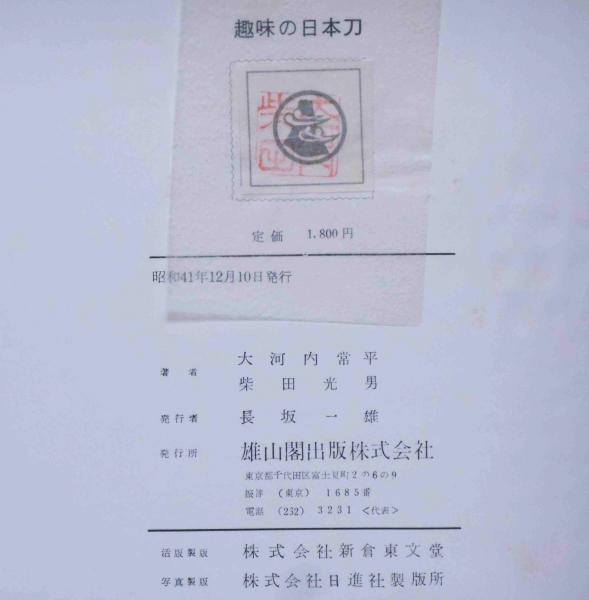 趣味の日本刀
柴田
大河内
定価 1,800円
昭和41年12月10日発行
著者 大河内常平
柴田光男
発行者 長坂一雄
発行所 雄山閣出版株式会社
東京都千代田区富士見町2の6の9
振替 (東京) 1685番
電話 (232) 3231 <代表>
活版製版 株式会社新倉東文堂
写真製版 株式会社日進社製版所